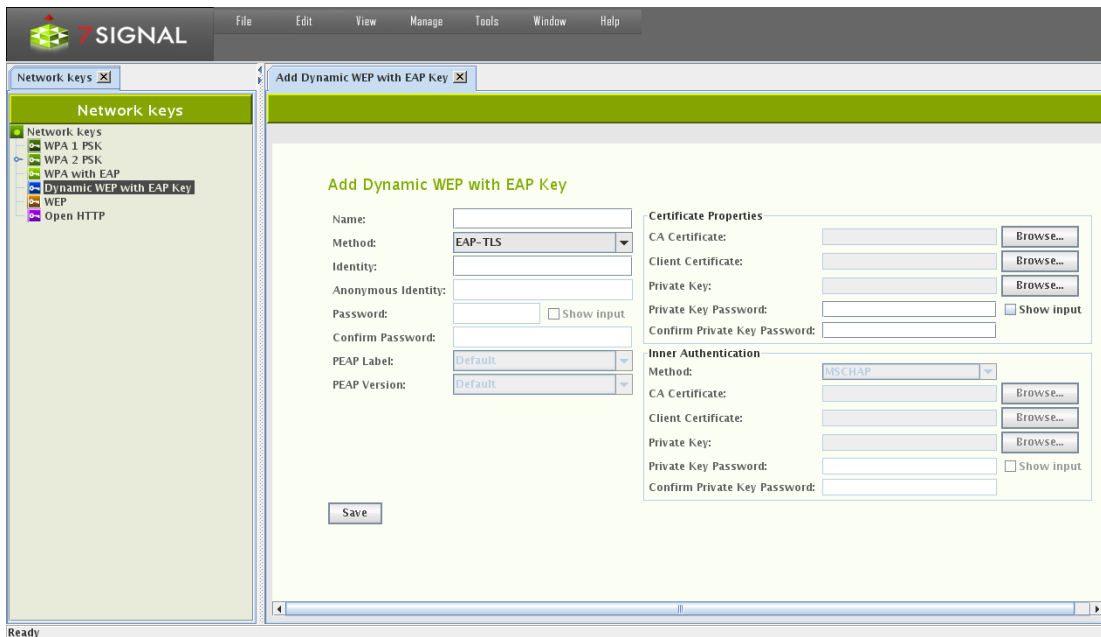 7SIGNAL
File Edit View Manage Tools Window Help
Network keys
Add Dynamic WEP with EAP Key
Network keys
Network keys
WPA 1 PSK
WPA 2 PSK
WPA with EAP
Dynamic WEP with EAP Key
WEP
Open HTTP
Add Dynamic WEP with EAP Key
Name:
Method: EAP-TLS
Identity:
Anonymous Identity:
Password: Show input
Confirm Password:
PEAP Label: Default
PEAP Version: Default
Save
Certificate Properties
CA Certificate: Browse...
Client Certificate: Browse...
Private Key: Browse...
Private Key Password: Show input
Confirm Private Key Password:
Inner Authentication
Method: MSCHAP
CA Certificate: Browse...
Client Certificate: Browse...
Private Key: Browse...
Private Key Password: Show input
Confirm Private Key Password:
Ready